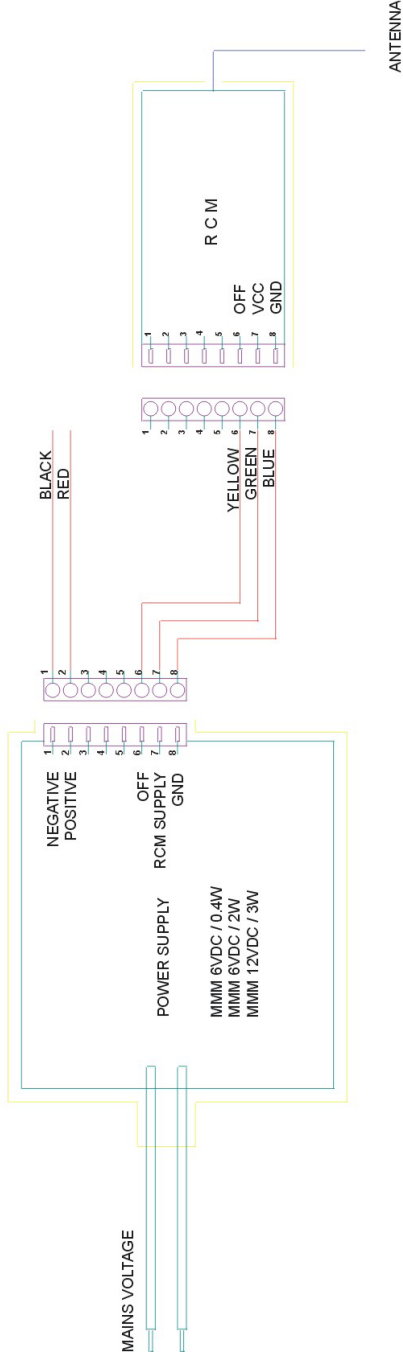 MAINS VOLTAGE
NEGATIVE
POSITIVE
OFF
RCM SUPPLY
GND
POWER SUPPLY
MMM 6VDC / 0.4W
MMM 6VDC / 2W
MMM 12VDC / 3W
1
2
3
4
5
6
7
8
1
2
3
4
5
6
7
8
BLACK
RED
YELLOW
GREEN
BLUE
1
2
3
4
5
6
7
8
1
2
3
4
5
6
7
8
OFF
VCC
GND
R C M
ANTENNA